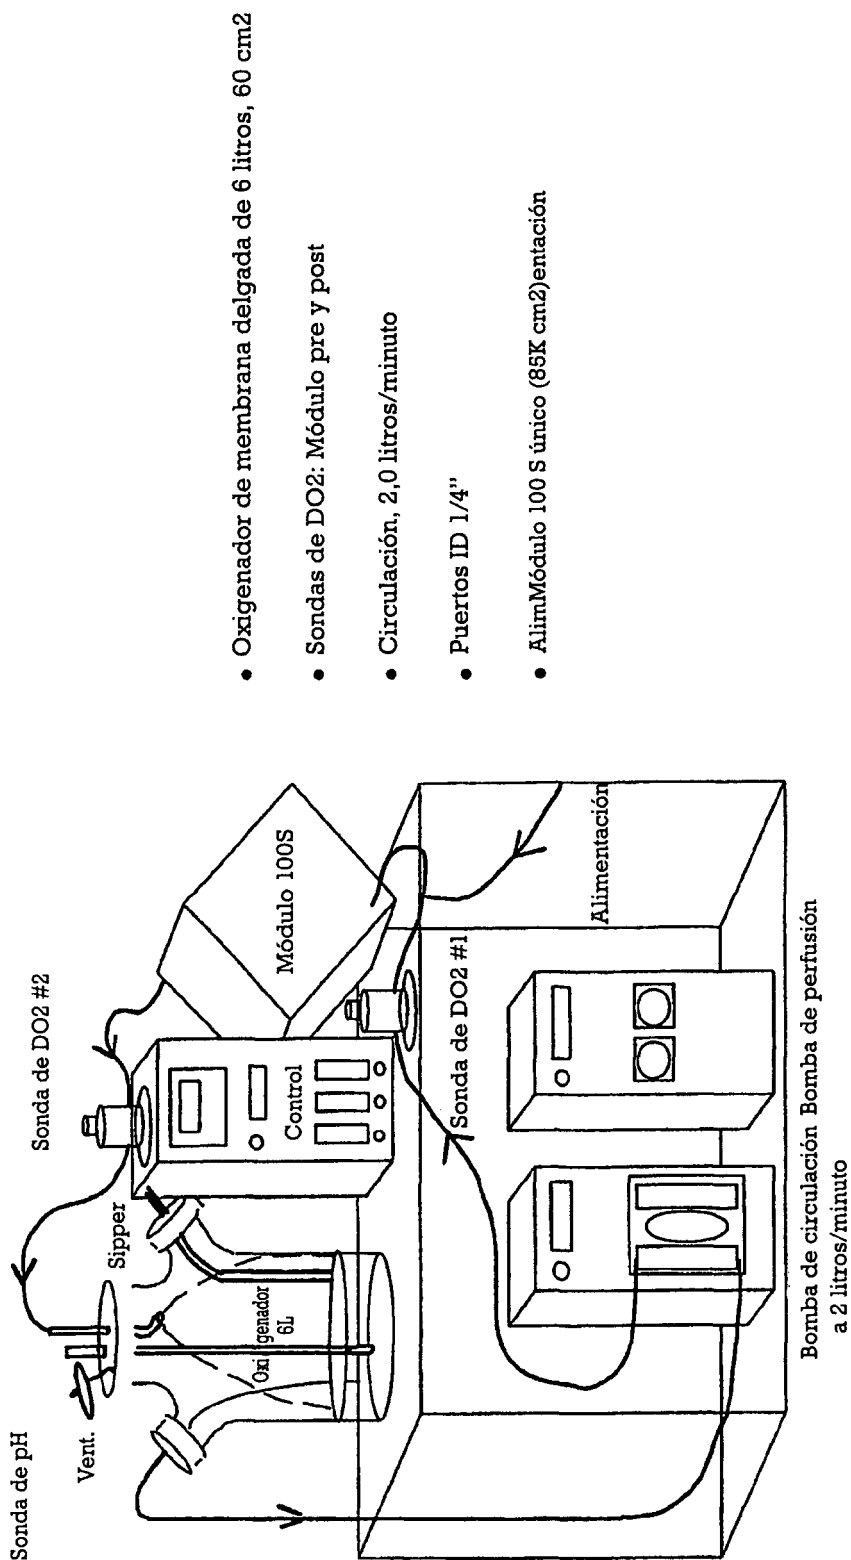 Sonda de pH
Vent.
Sipper
Sonda de DO2 #2
Oxigenador
6L
Control
Módulo 100S
Sonda de DO2 #1
Alimentación
Bomba de circulación
a 2 litros/minuto
Bomba de perfusión
• Oxigenador de membrana delgada de 6 litros, 60 cm2
• Sondas de DO2: Módulo pre y post
• Circulación, 2,0 litros/minuto
• Puertos ID 1/4"
• AlimMódulo 100 S único (85K cm2)entación